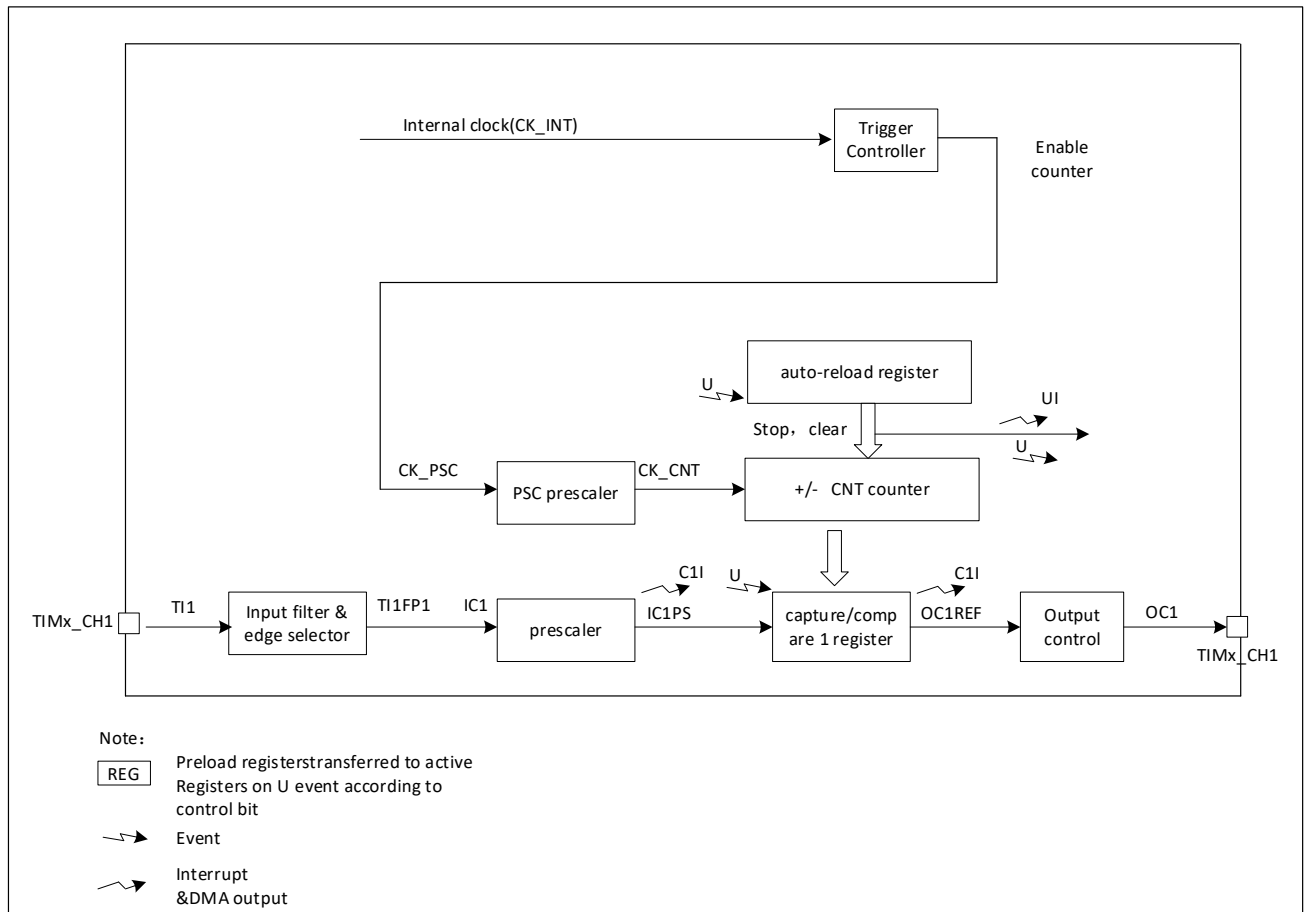 Internal clock(CK_INT)
Trigger
Controller
Enable
counter
auto-reload register
U
UI
Stop，clear
U
CK_PSC
CK_CNT
PSC prescaler
+/- CNT counter
C1I
U
C1I
TIMx_CH1
TI1
Input filter &
edge selector
TI1FP1
IC1
prescaler
IC1PS
capture/comp
are 1 register
OC1REF
Output
control
OC1
TIMx_CH1
Note：
REG
Preload registerstransferred to active
Registers on U event according to
control bit
Event
Interrupt
&DMA output